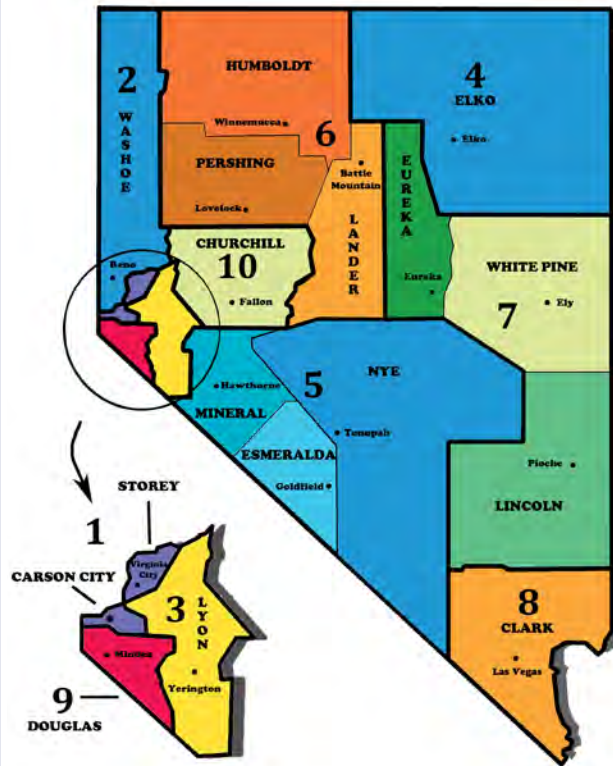 2
WASHOE
Reno
HUMBOLDT
Winnemucca
6
PERSHING
Lovelock
4
ELKO
Elko
Battle
Mountain
LANDER
EUREKA
Eureka
CHURCHILL
10
Fallon
WHITE PINE
Ely
7
Hawthorne
MINERAL
5
NYE
Tonopah
ESMERALDA
Goldfield
Pioche
LINCOLN
8
CLARK
Las Vegas
STOREY
1
Virginia
City
CARSON CITY
3
LYON
Minden
Yerington
9
DOUGLAS